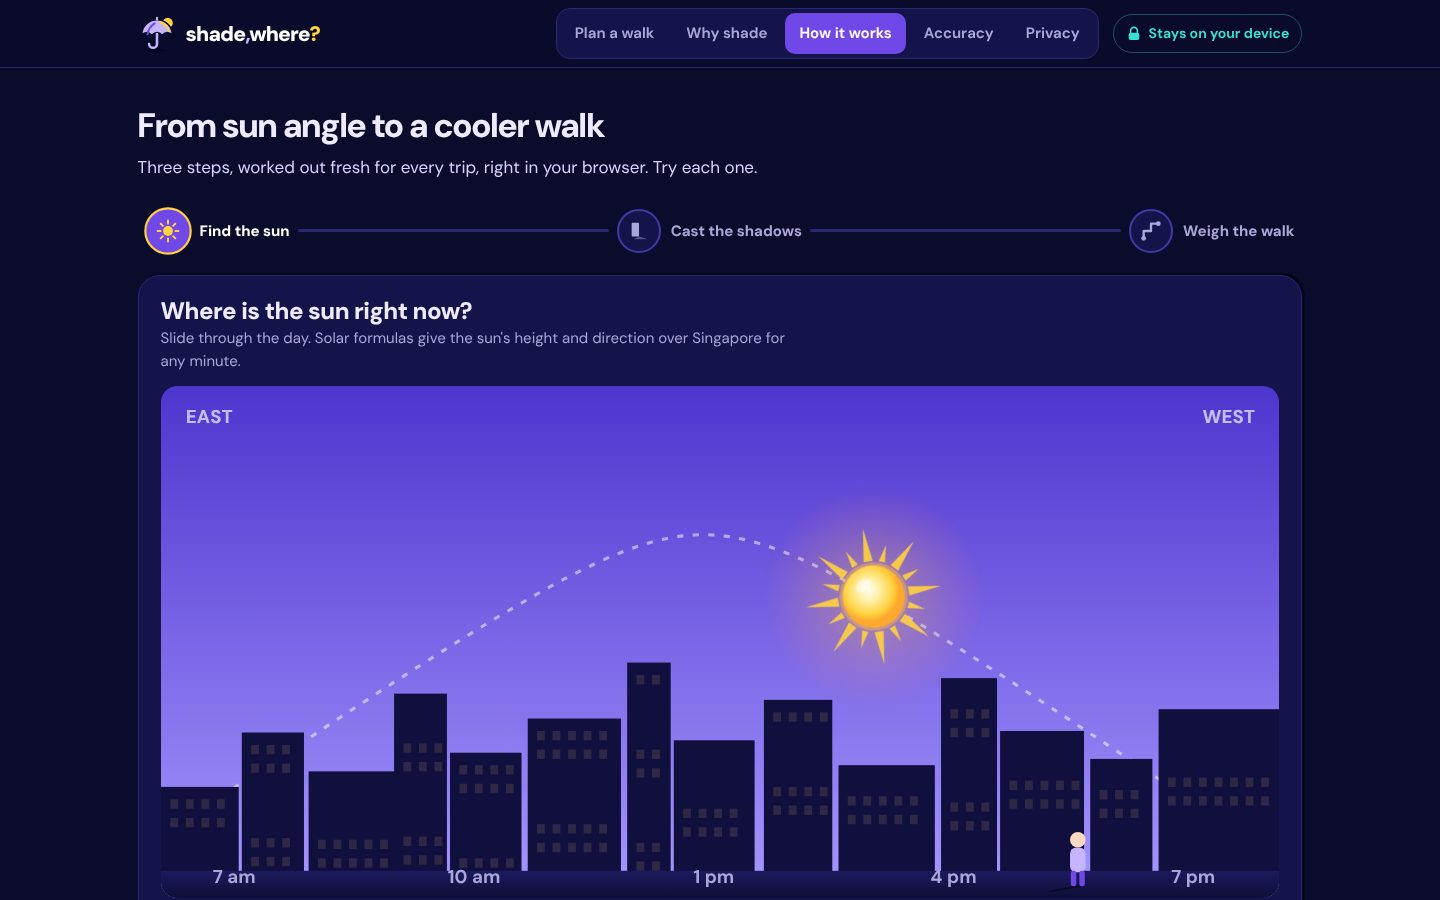 shade,where?
Plan a walk
Why shade
How it works
Accuracy
Privacy
Stays on your device
From sun angle to a cooler walk
Three steps, worked out fresh for every trip, right in your browser. Try each one.
Find the sun
Cast the shadows
Weigh the walk
Where is the sun right now?
Slide through the day. Solar formulas give the sun's height and direction over Singapore for
any minute.
EAST
WEST
7 am
10 am
1 pm
4 pm
7 pm